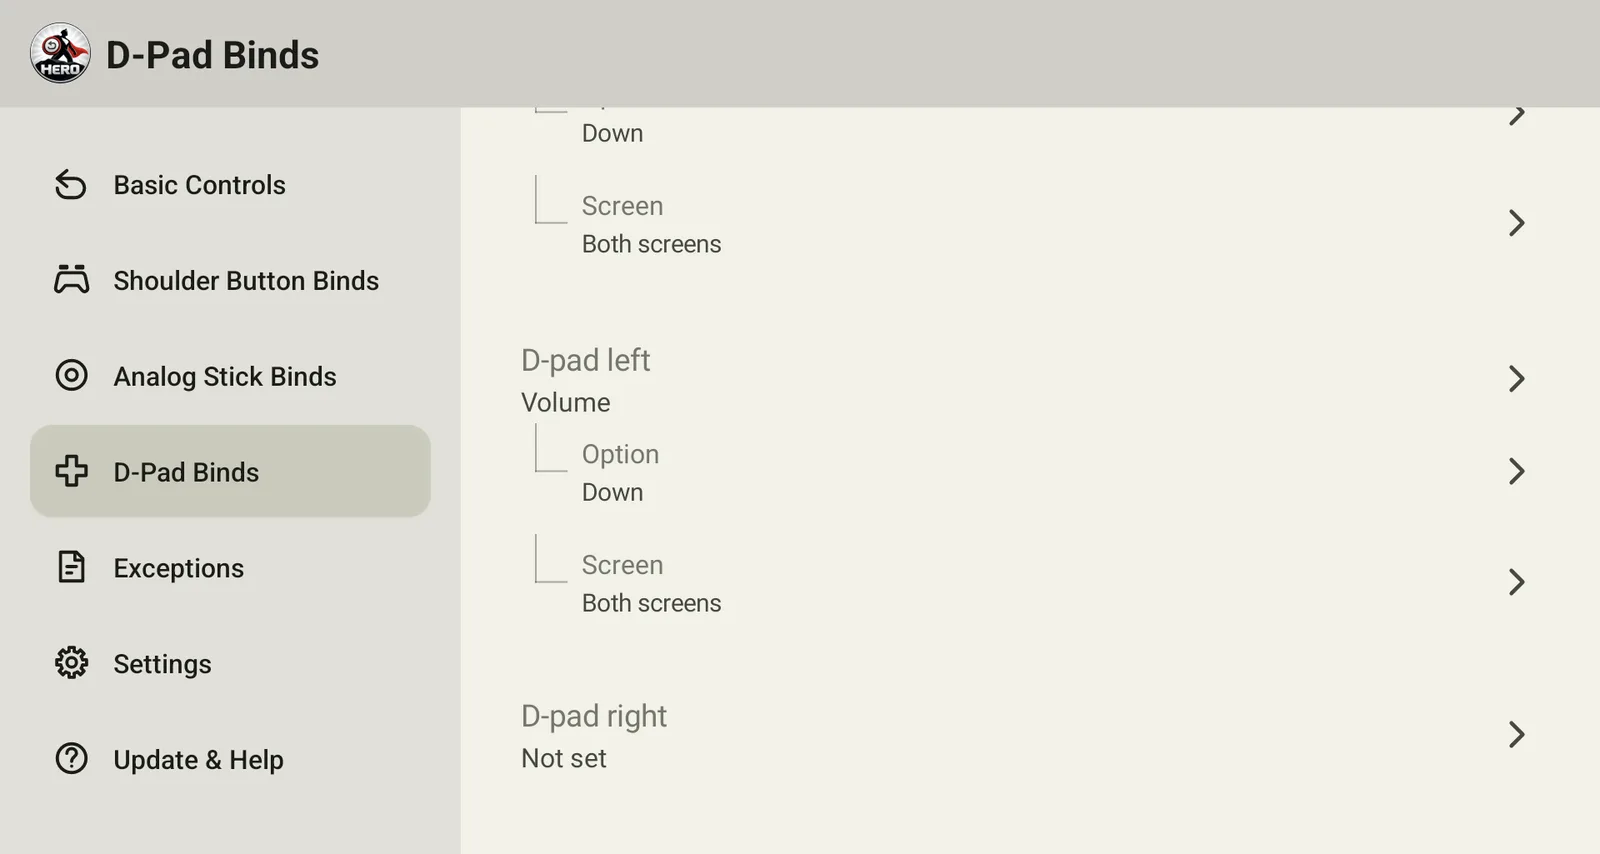 HERO
D-Pad Binds
Basic Controls
Shoulder Button Binds
Analog Stick Binds
D-Pad Binds
Exceptions
Settings
Update & Help
Down
Screen
Both screens
D-pad left
Volume
Option
Down
Screen
Both screens
D-pad right
Not set